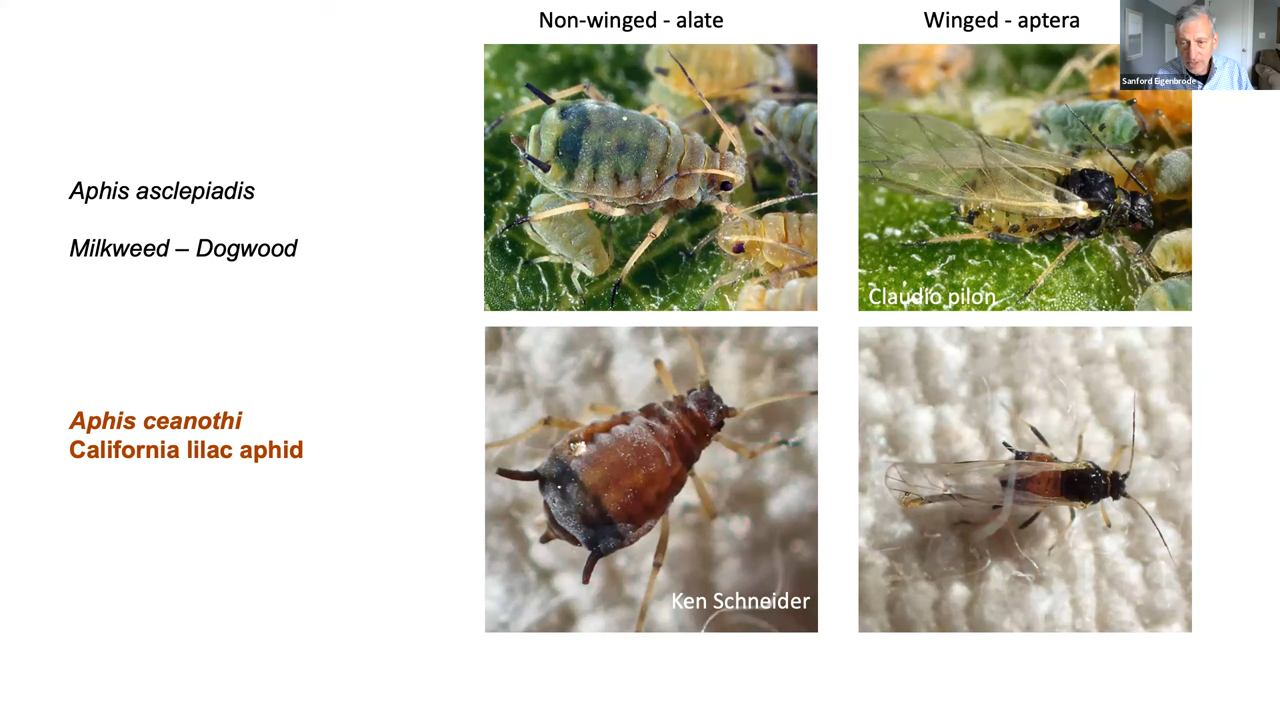 Non-winged - alate
Winged - aptera
Sanford Eigenbrode
Aphis asclepiadis
Milkweed – Dogwood
Claudio pilon
Aphis ceanothi
California lilac aphid
Ken Schneider